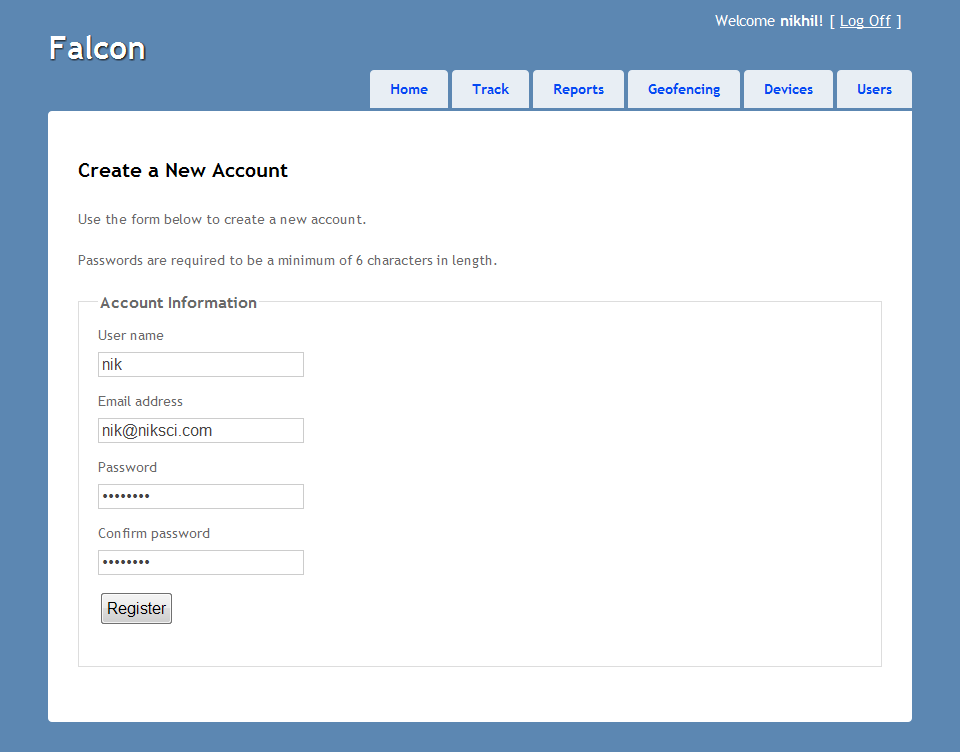 Welcome nikhil! [ Log Off ]
Falcon
Home Track Reports Geofencing Devices Users
Create a New Account
Use the form below to create a new account.
Passwords are required to be a minimum of 6 characters in length.
Account Information
User name
nik
Email address
nik@niksci.com
Password
••••••••
Confirm password
••••••••
Register